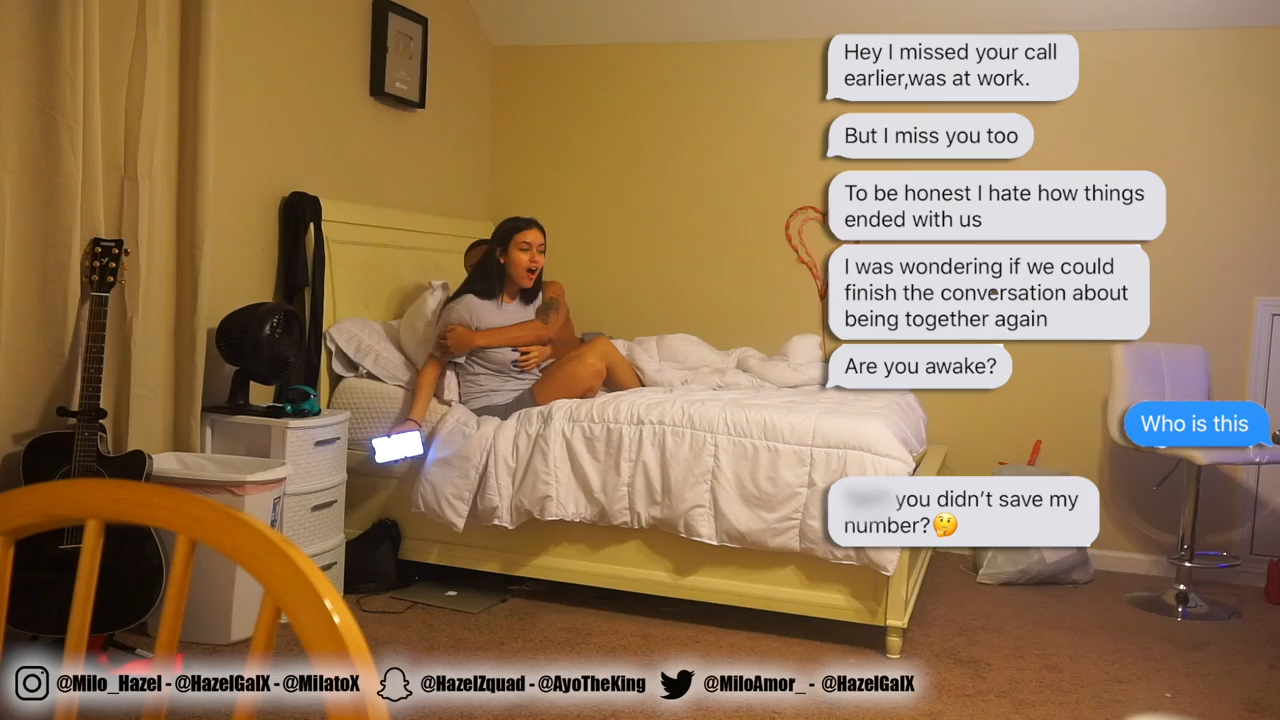 Hey I missed your call
earlier,was at work.
But I miss you too
To be honest I hate how things
ended with us
I was wondering if we could
finish the conversation about
being together again
Are you awake?
Who is this
you didn't save my
number?🤔
@Milo_Hazel - @HazelGalX - @MilatoX @HazelZquad - @AyoTheKing @MiloAmor_ - @HazelGalX